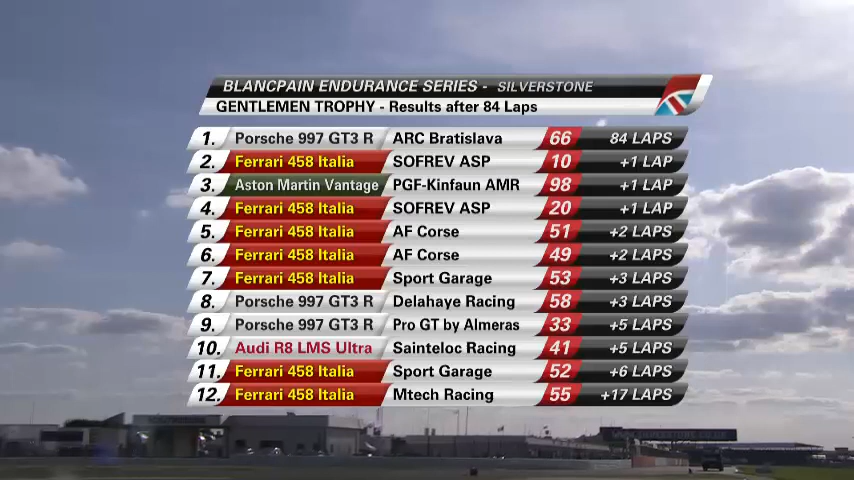 BLANCPAIN ENDURANCE SERIES - SILVERSTONE
GENTLEMEN TROPHY - Results after 84 Laps
1. Porsche 997 GT3 R ARC Bratislava 66 84 LAPS
2. Ferrari 458 Italia SOFREV ASP 10 +1 LAP
3. Aston Martin Vantage PGF-Kinfaun AMR 98 +1 LAP
4. Ferrari 458 Italia SOFREV ASP 20 +1 LAP
5. Ferrari 458 Italia AF Corse 51 +2 LAPS
6. Ferrari 458 Italia AF Corse 49 +2 LAPS
7. Ferrari 458 Italia Sport Garage 53 +3 LAPS
8. Porsche 997 GT3 R Delahaye Racing 58 +3 LAPS
9. Porsche 997 GT3 R Pro GT by Almeras 33 +5 LAPS
10. Audi R8 LMS Ultra Sainteloc Racing 41 +5 LAPS
11. Ferrari 458 Italia Sport Garage 52 +6 LAPS
12. Ferrari 458 Italia Mtech Racing 55 +17 LAPS